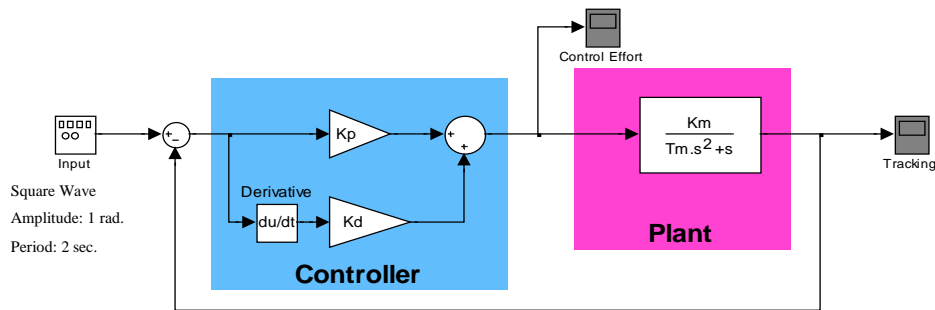 Control Effort
+
−
Input
Kp
+
+
Km
Tm.s²+s
Tracking
Square Wave
Amplitude: 1 rad.
Period: 2 sec.
Derivative
du/dt
Kd
Controller
Plant